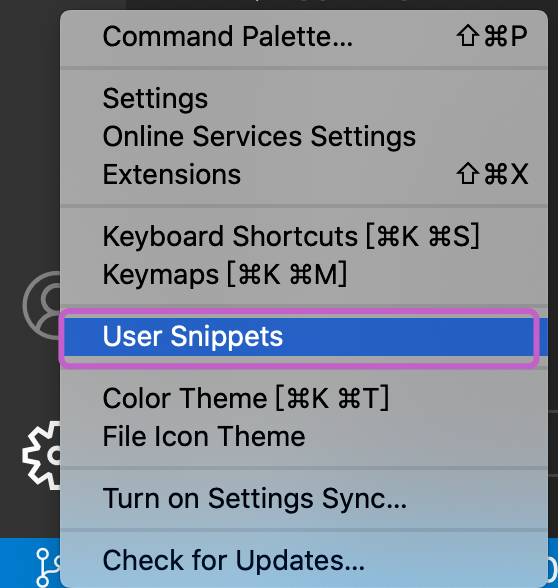 Command Palette... ⇧⌘P
Settings
Online Services Settings
Extensions ⇧⌘X
Keyboard Shortcuts [⌘K ⌘S]
Keymaps [⌘K ⌘M]
User Snippets
Color Theme [⌘K ⌘T]
File Icon Theme
Turn on Settings Sync...
Check for Updates...